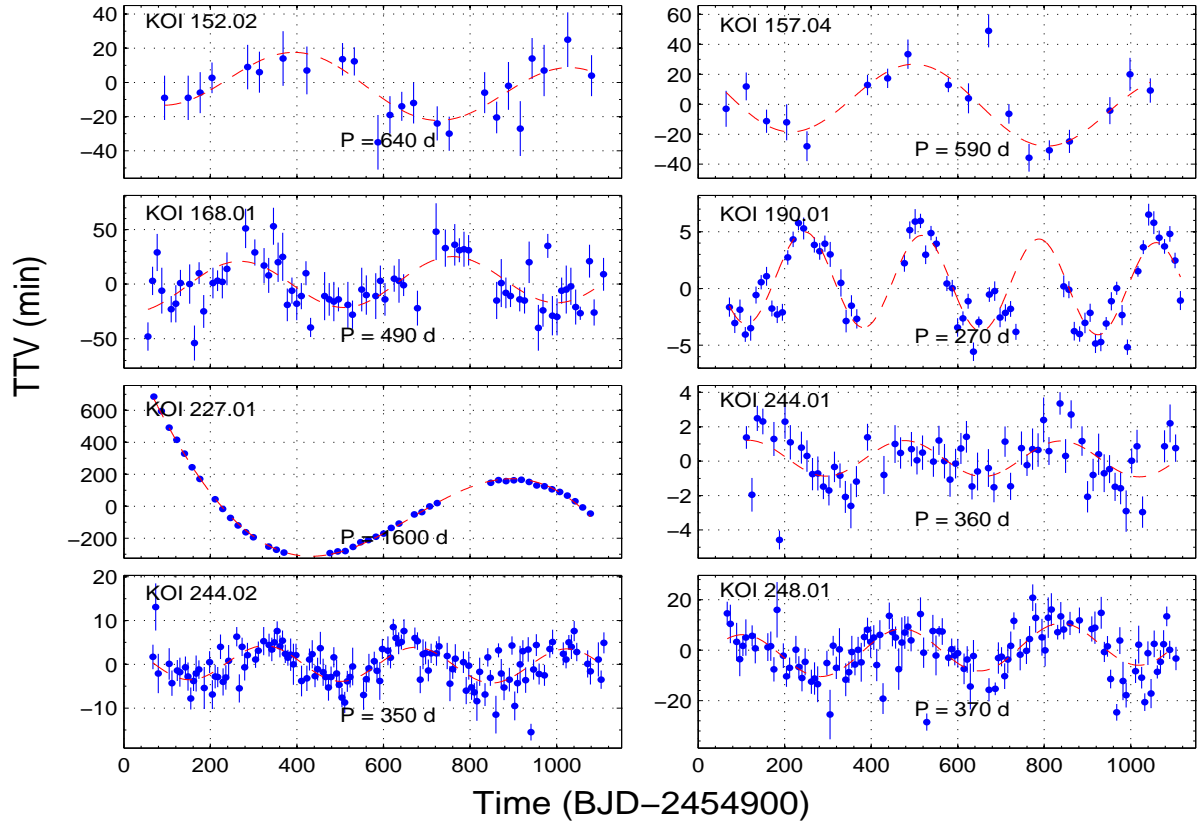 KOI 152.02
40
20
0
−20
−40
P = 640 d
KOI 157.04
60
40
20
0
−20
−40
P = 590 d
KOI 168.01
50
0
−50
P = 490 d
KOI 190.01
5
0
−5
P = 270 d
KOI 227.01
600
400
200
0
−200
P = 1600 d
KOI 244.01
4
2
0
−2
−4
P = 360 d
KOI 244.02
20
10
0
−10
P = 350 d
KOI 248.01
20
0
−20
P = 370 d
0 200 400 600 800 1000
0 200 400 600 800 1000
TTV (min)
Time (BJD−2454900)